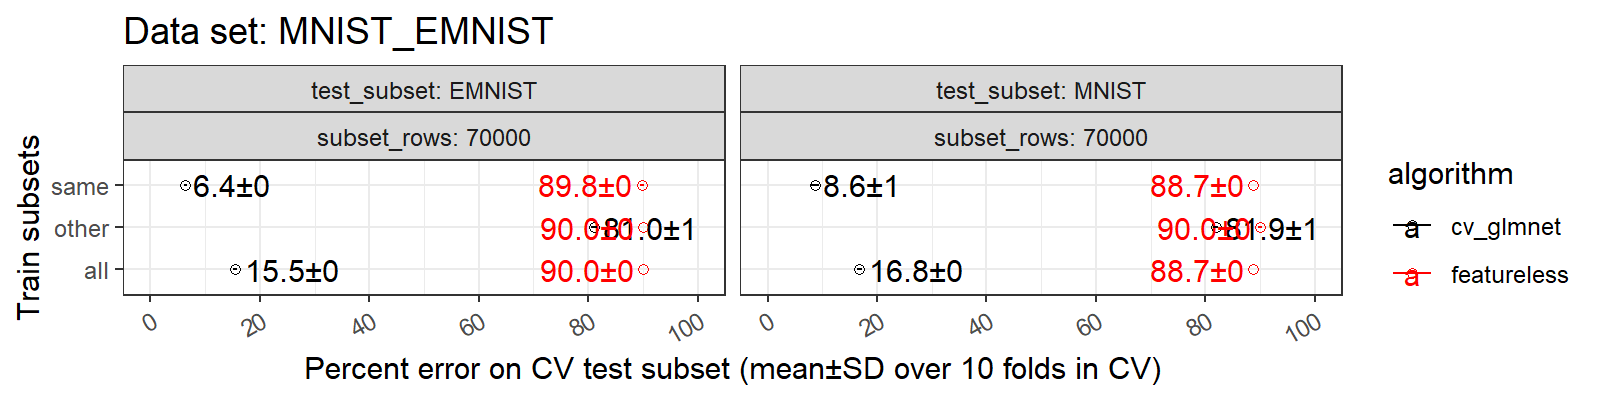 Data set: MNIST_EMNIST
test_subset: EMNIST
test_subset: MNIST
subset_rows: 70000
subset_rows: 70000
Train subsets
same
other
all
6.4±0
89.8±0
90.0±0
81.0±1
15.5±0
90.0±0
8.6±1
88.7±0
90.0±0
81.9±1
16.8±0
88.7±0
0
20
40
60
80
100
0
20
40
60
80
100
Percent error on CV test subset (mean±SD over 10 folds in CV)
algorithm
a cv_glmnet
a featureless